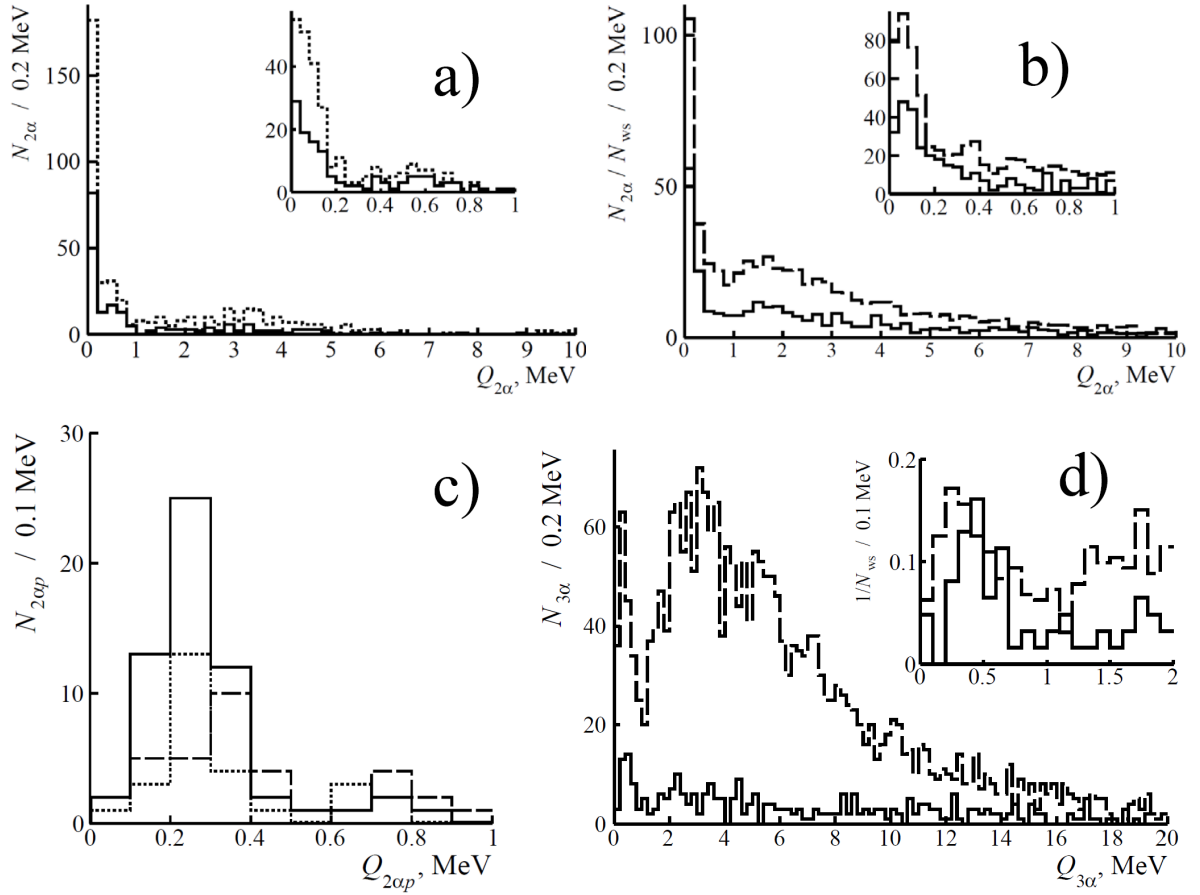 a)
N2α / 0.2 MeV
150
100
50
0
0 1 2 3 4 5 6 7 8 9 10
Q2α, MeV
40
20
0
0 0.2 0.4 0.6 0.8 1
b)
N2α / Nws / 0.2 MeV
100
50
0
0 1 2 3 4 5 6 7 8 9 10
Q2α, MeV
80
60
40
20
0
0 0.2 0.4 0.6 0.8 1
c)
N2αp / 0.1 MeV
30
20
10
0
0 0.2 0.4 0.6 0.8 1
Q2αp, MeV
d)
N3α / 0.2 MeV
60
40
20
0
0 2 4 6 8 10 12 14 16 18 20
Q3α, MeV
1/Nws / 0.1 MeV
0.2
0.1
0
0 0.5 1 1.5 2